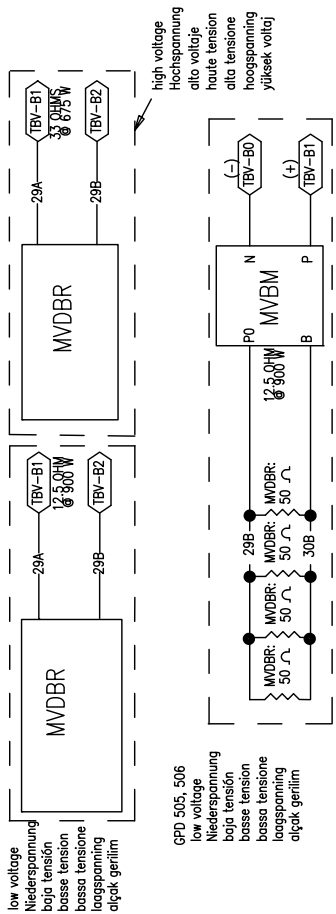 high voltage
Hochspannung
alto voltaje
haute tension
alta tensione
hoogspanning
yüksek voltaj
MVDBR
29A
TBV-B1
33 OHMS
@ 675 W
29B
TBV-B2
low voltage
Niederspannung
baja tensión
basse tension
bassa tensione
laagspanning
alçak gerilim
MVDBR
29A
TBV-B1
12.5 OHM
@ 900 W
29B
TBV-B2
GPD 505, 506
low voltage
Niederspannung
baja tensión
basse tension
bassa tensione
laagspanning
alçak gerilim
MVDBR:
50
MVDBR:
50
MVDBR:
50
MVDBR:
50
29B
30B
12.5 OHM
@ 900 W
PO
N
MVBM
B
P
(-)
TBV-B0
(+)
TBV-B1